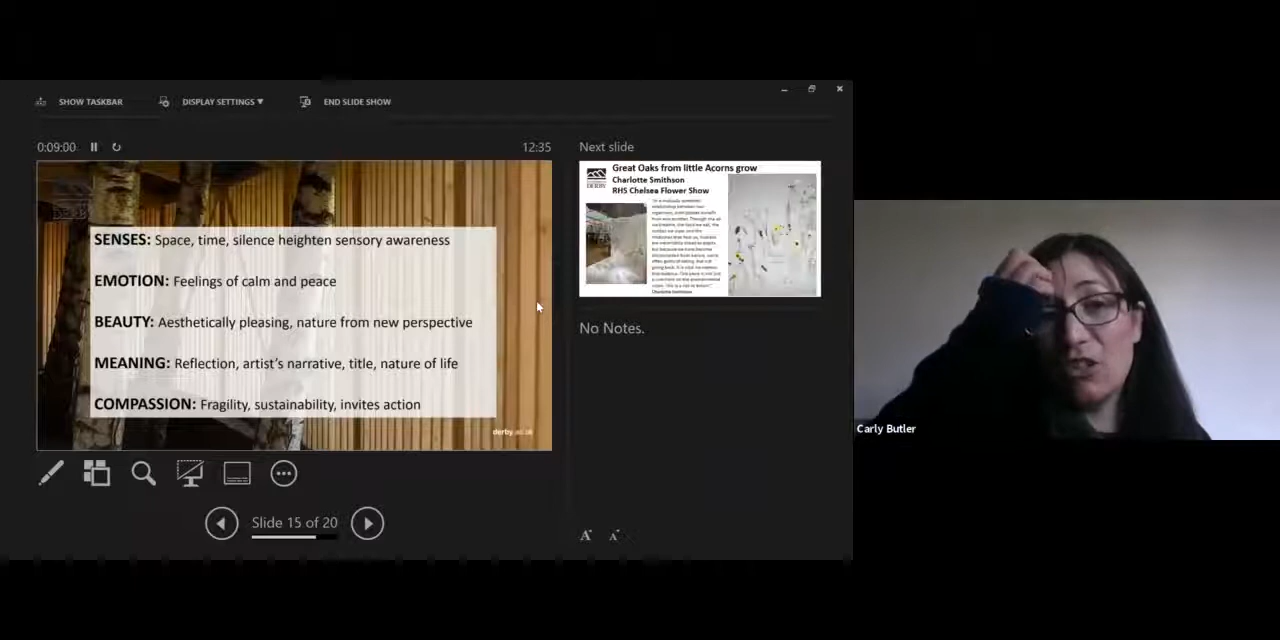 SHOW TASKBAR
DISPLAY SETTINGS ▼
END SLIDE SHOW
0:09:00
12:35
SENSES: Space, time, silence heighten sensory awareness
EMOTION: Feelings of calm and peace
BEAUTY: Aesthetically pleasing, nature from new perspective
MEANING: Reflection, artist's narrative, title, nature of life
COMPASSION: Fragility, sustainability, invites action
derby.ac.uk
Slide 15 of 20
Next slide
Great Oaks from little Acorns grow
Charlotte Smithson
RHS Chelsea Flower Show
DERBY
Charlotte Smithson
No Notes.
A
A
Carly Butler